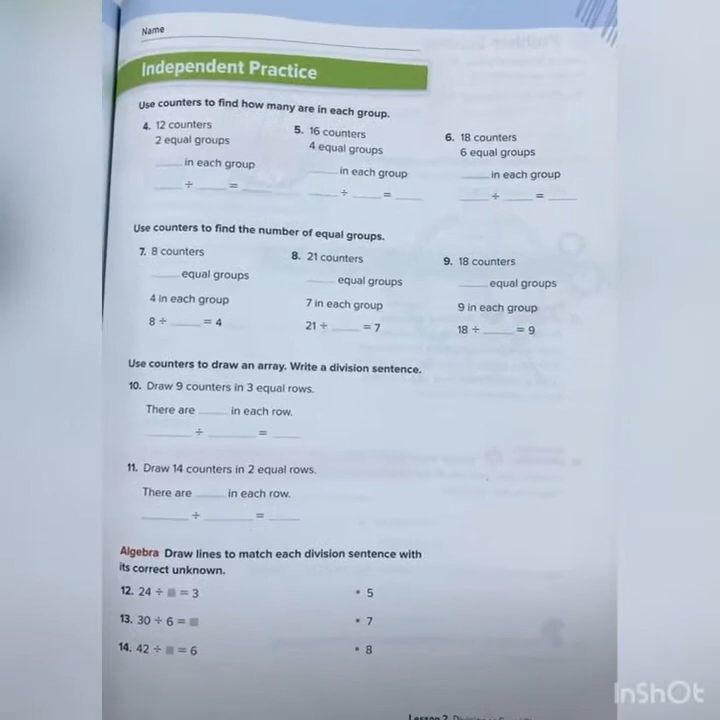 Name
Independent Practice
Use counters to find how many are in each group.
4. 12 counters
2 equal groups
____ in each group
____ ÷ ____ = ____
5. 16 counters
4 equal groups
____ in each group
____ ÷ ____ = ____
6. 18 counters
6 equal groups
____ in each group
____ ÷ ____ = ____
Use counters to find the number of equal groups.
7. 8 counters
____ equal groups
4 in each group
8 ÷ ____ = 4
8. 21 counters
____ equal groups
7 in each group
21 ÷ ____ = 7
9. 18 counters
____ equal groups
9 in each group
18 ÷ ____ = 9
Use counters to draw an array. Write a division sentence.
10. Draw 9 counters in 3 equal rows.
There are ____ in each row.
____ ÷ ____ = ____
11. Draw 14 counters in 2 equal rows.
There are ____ in each row.
____ ÷ ____ = ____
Algebra Draw lines to match each division sentence with
its correct unknown.
12. 24 ÷ ■ = 3 • 5
13. 30 ÷ 6 = ■ • 7
14. 42 ÷ ■ = 6 • 8
Lesson 2
InShOt